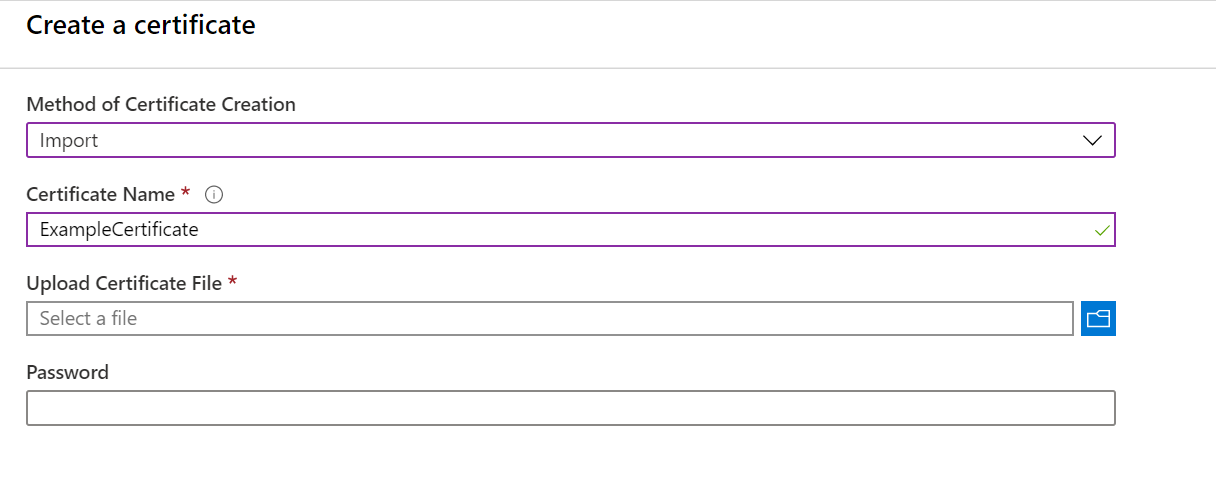 Create a certificate
Method of Certificate Creation
Import
Certificate Name *
ExampleCertificate
Upload Certificate File *
Select a file
Password